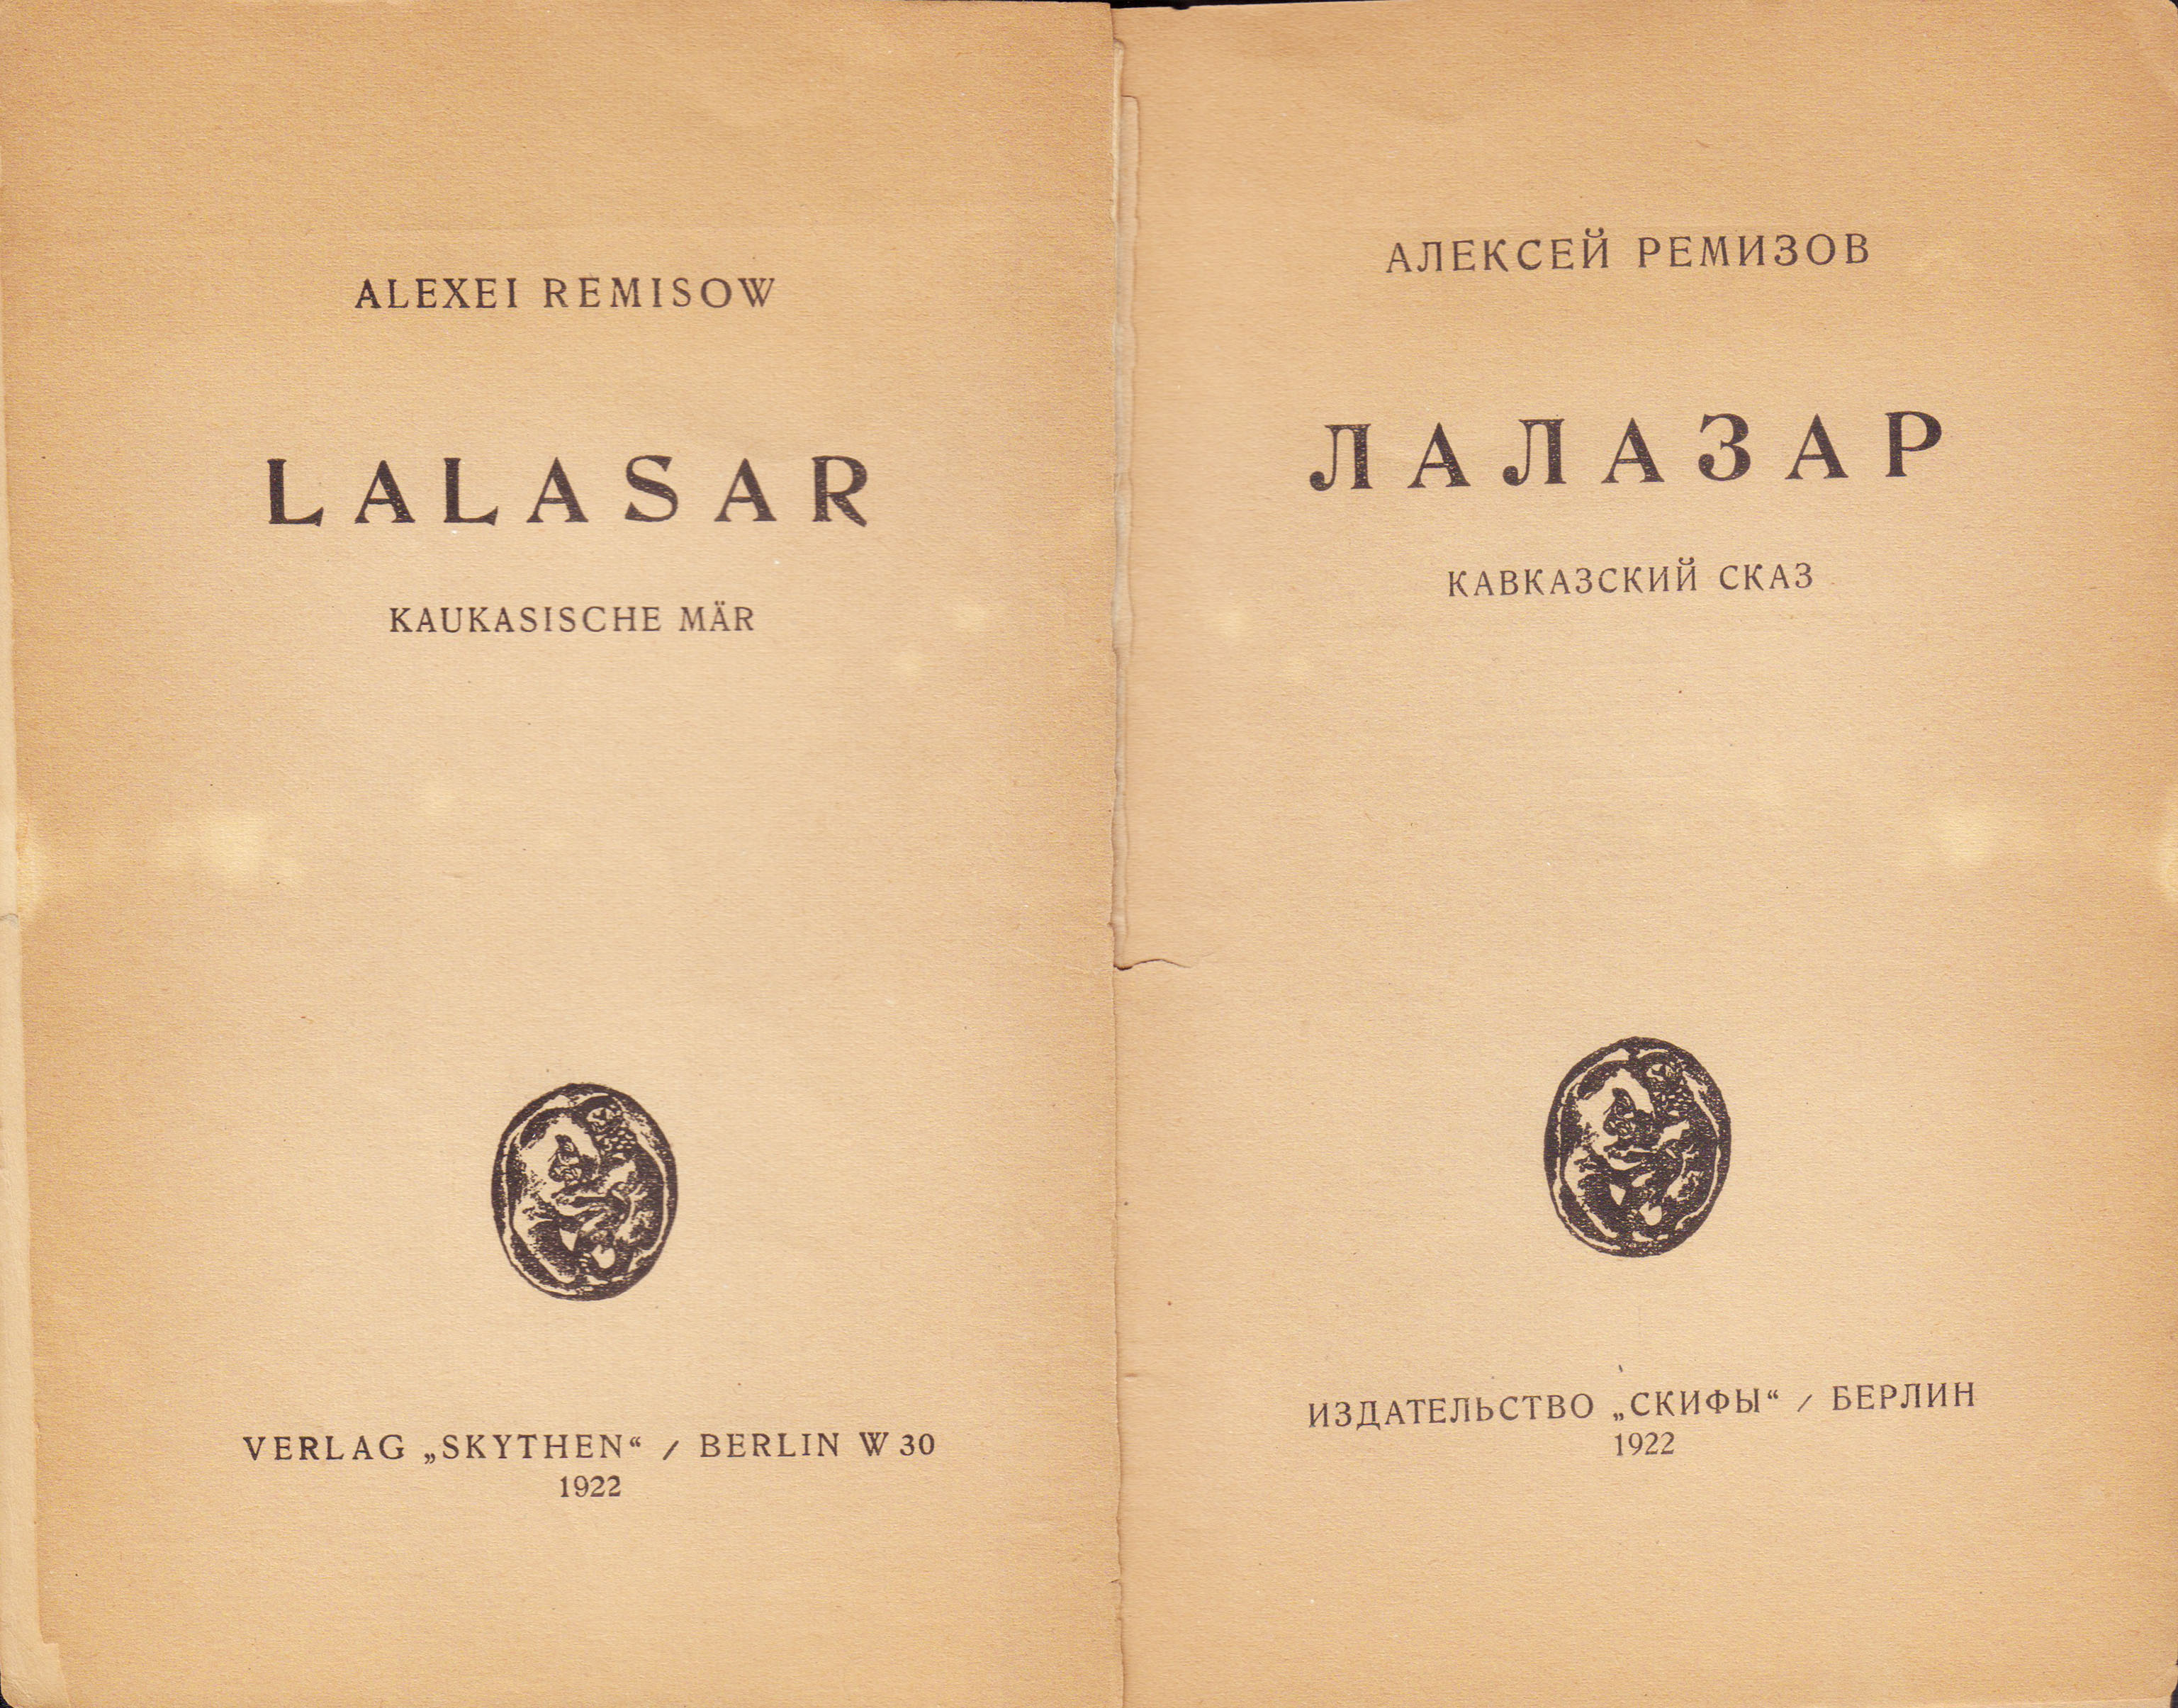 ALEXEI REMISOW
LALASAR
KAUKASISCHE MÄR
VERLAG „SKYTHEN“ / BERLIN W 30
1922
АЛЕКСЕЙ РЕМИЗОВ
ЛАЛАЗАР
КАВКАЗСКИЙ СКАЗ
ИЗДАТЕЛЬСТВО „СКИФЫ“ / БЕРЛИН
1922